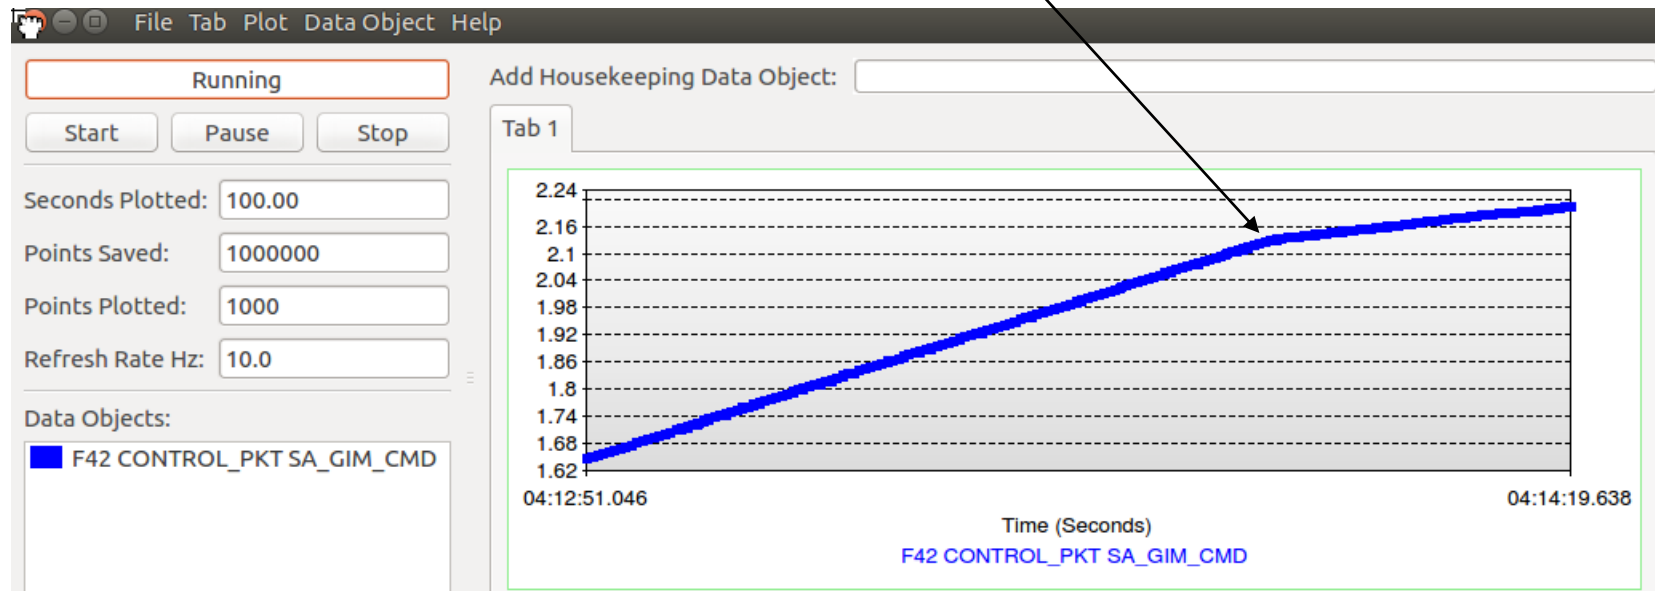 File Tab Plot Data Object Help
Running
Start Pause Stop
Seconds Plotted: 100.00
Points Saved: 1000000
Points Plotted: 1000
Refresh Rate Hz: 10.0
Data Objects:
F42 CONTROL_PKT SA_GIM_CMD
Add Housekeeping Data Object:
Tab 1
2.24
2.16
2.1
2.04
1.98
1.92
1.86
1.8
1.74
1.68
1.62
04:12:51.046 04:14:19.638
Time (Seconds)
F42 CONTROL_PKT SA_GIM_CMD